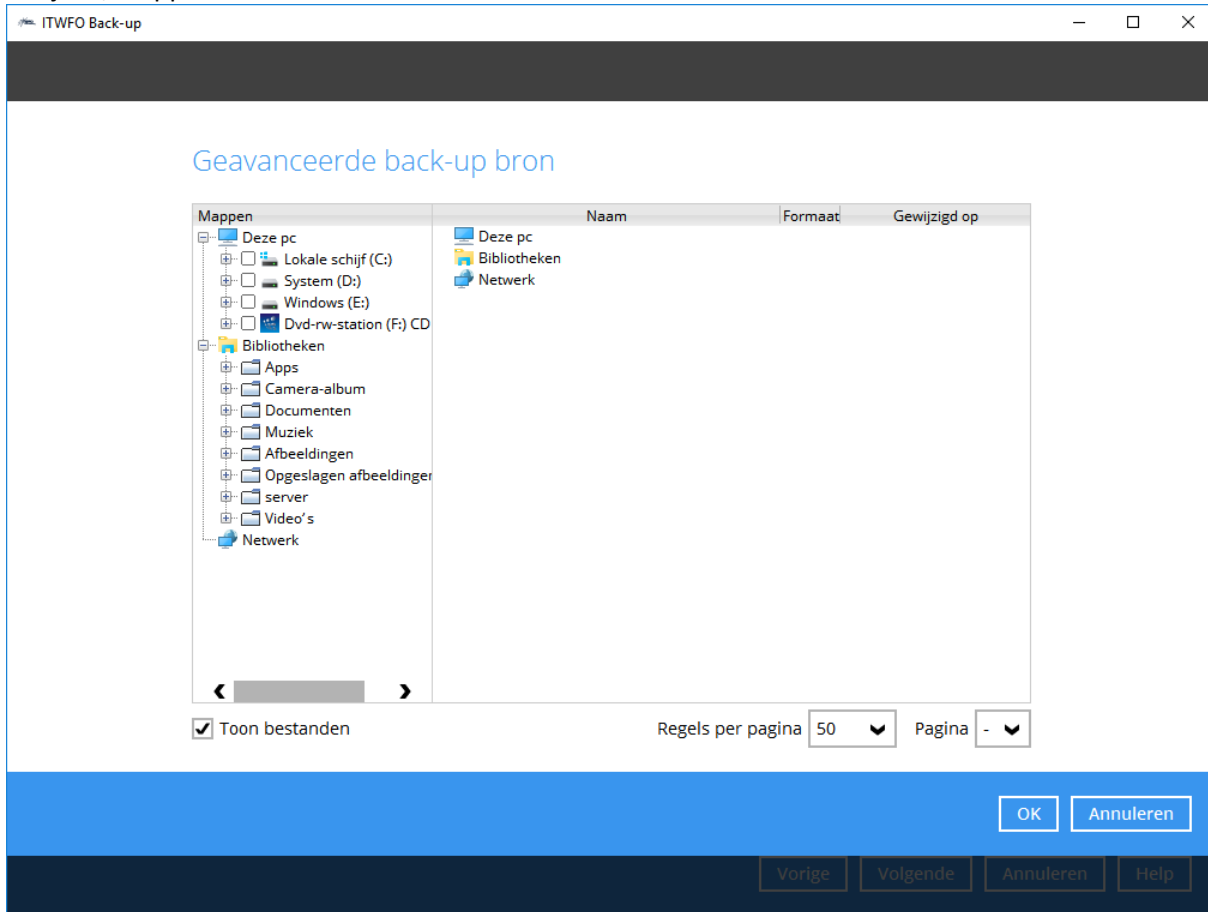 ITWFO Back-up
Geavanceerde back-up bron
Mappen Naam Formaat Gewijzigd op
Deze pc
Lokale schijf (C:)
System (D:)
Windows (E:)
Dvd-rw-station (F:) CD
Bibliotheken
Apps
Camera-album
Documenten
Muziek
Afbeeldingen
Opgeslagen afbeeldingen
server
Video's
Netwerk
Deze pc
Bibliotheken
Netwerk
Toon bestanden Regels per pagina 50 Pagina -
OK Annuleren
Vorige Volgende Annuleren Help